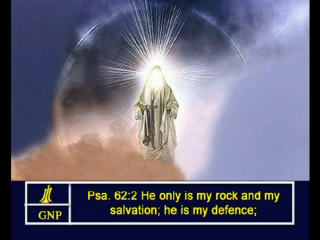 Psa. 62:2 He only is my rock and my
salvation; he is my defence;
GNP